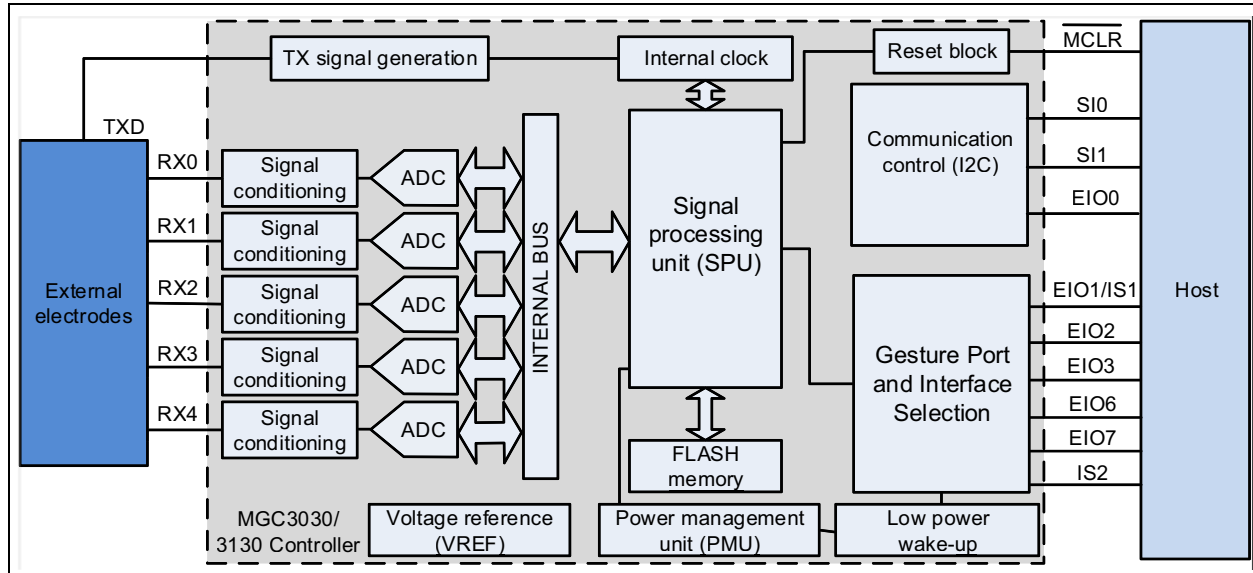 MCLR
TX signal generation
Internal clock
Reset block
TXD
SI0
SI1
EIO0
Communication
control (I2C)
RX0
RX1
RX2
RX3
RX4
Signal
conditioning
ADC
Signal
conditioning
ADC
Signal
conditioning
ADC
Signal
conditioning
ADC
Signal
conditioning
ADC
INTERNAL BUS
Signal
processing
unit (SPU)
External
electrodes
Host
EIO1/IS1
EIO2
EIO3
EIO6
EIO7
IS2
Gesture Port
and Interface
Selection
FLASH
memory
MGC3030/
3130 Controller
Voltage reference
(VREF)
Power management
unit (PMU)
Low power
wake-up